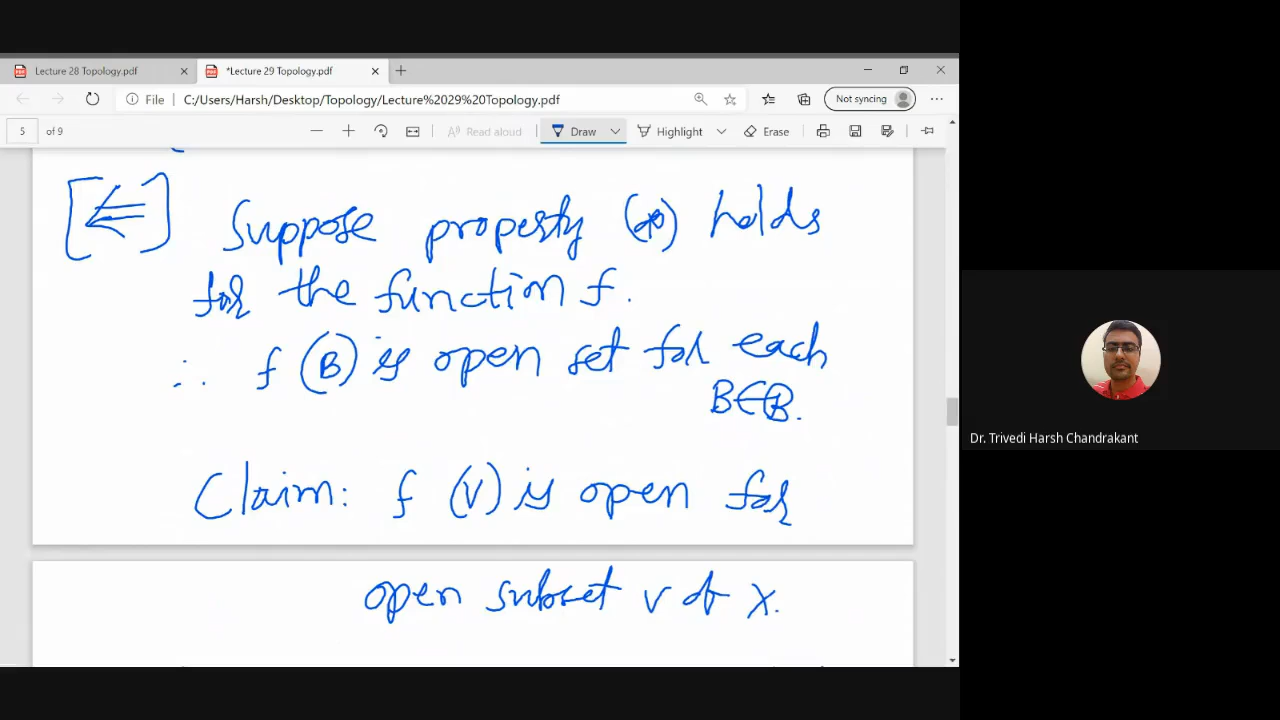 Lecture 28 Topology.pdf
*Lecture 29 Topology.pdf
File
C:/Users/Harsh/Desktop/Topology/Lecture%2029%20Topology.pdf
Not syncing
5 of 9
Read aloud
Draw
Highlight
Erase
[⇐] Suppose property (*) holds
for the function f.
∴ f (B) is open set for each
B∈𝓑.
Claim: f (V) is open for
open subset V of X.
Dr. Trivedi Harsh Chandrakant